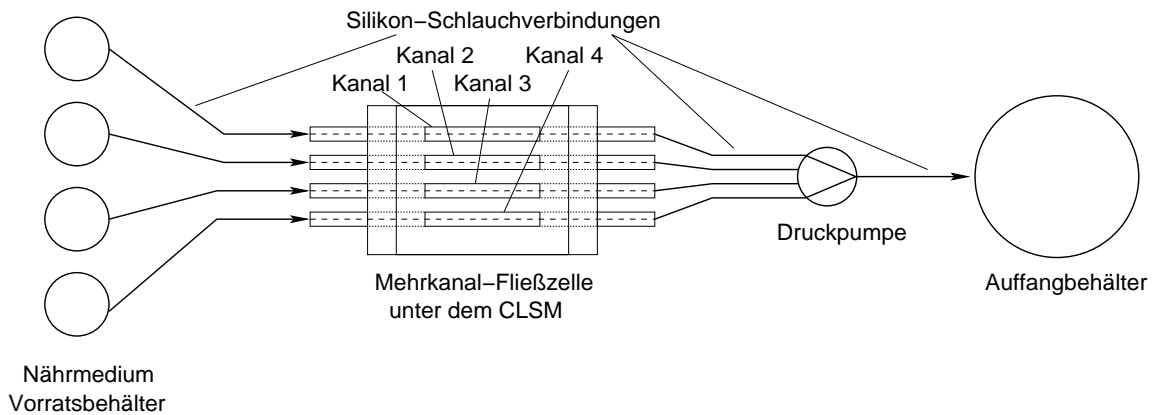 Silikon−Schlauchverbindungen
Kanal 2
Kanal 4
Kanal 1
Kanal 3
Druckpumpe
Mehrkanal−Fließzelle
unter dem CLSM
Auffangbehälter
Nährmedium
Vorratsbehälter